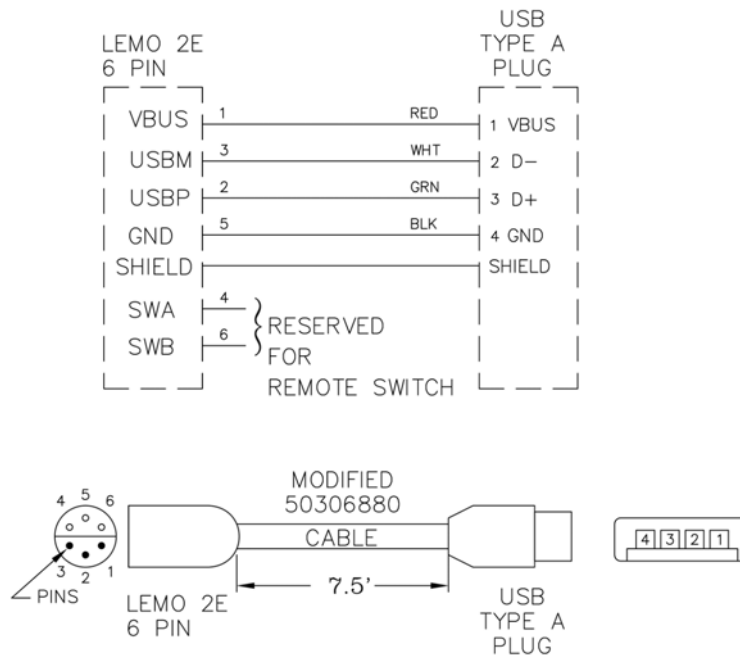 LEMO 2E
6 PIN
USB
TYPE A
PLUG
VBUS 1 RED 1 VBUS
USBM 3 WHT 2 D-
USBP 2 GRN 3 D+
GND 5 BLK 4 GND
SHIELD SHIELD
SWA 4
SWB 6
RESERVED
FOR
REMOTE SWITCH
MODIFIED
50306880
CABLE
7.5'
4 5 6
3 2 1
PINS
LEMO 2E
6 PIN
USB
TYPE A
PLUG
4 3 2 1